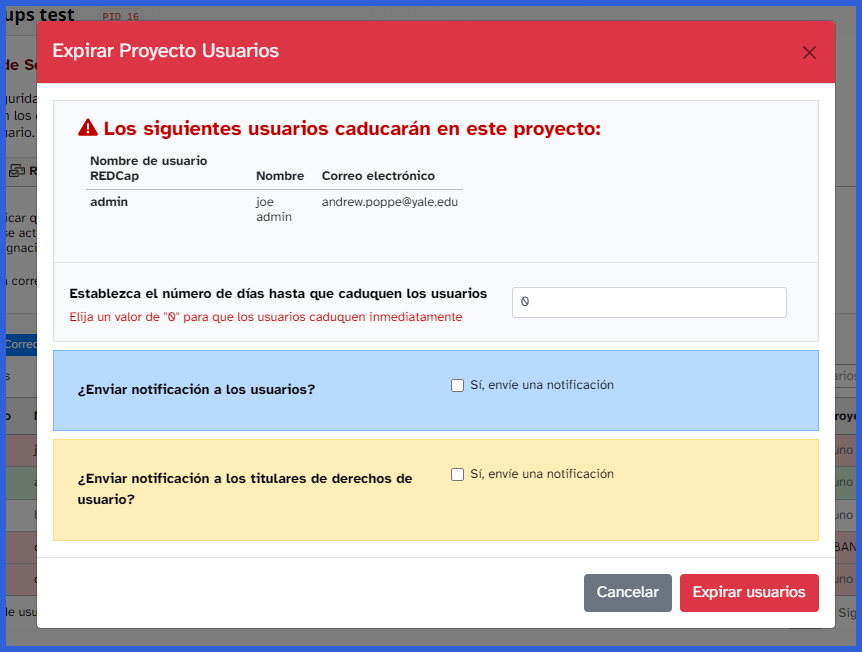 ups test PID 16
Expirar Proyecto Usuarios
de S
Los siguientes usuarios caducarán en este proyecto:
Nombre de usuario
REDCap Nombre Correo electrónico
admin joe andrew.poppe@yale.edu
admin
Establezca el número de días hasta que caduquen los usuarios
0
Elija un valor de "0" para que los usuarios caduquen inmediatamente
¿Enviar notificación a los usuarios?
Sí, envíe una notificación
¿Enviar notificación a los titulares de derechos de
usuario?
Sí, envíe una notificación
Cancelar Expirar usuarios